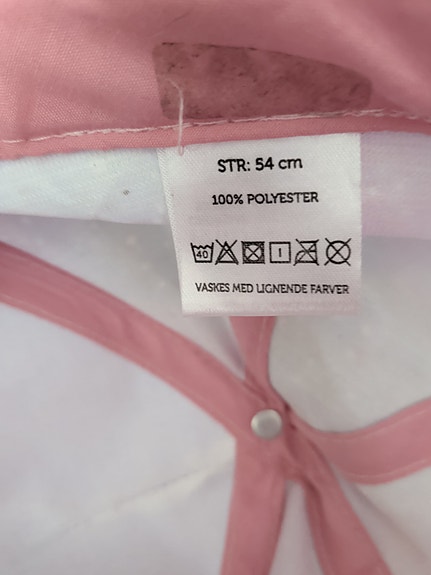 STR: 54 cm
100% POLYESTER
40
VASKES MED LIGNENDE FARVER